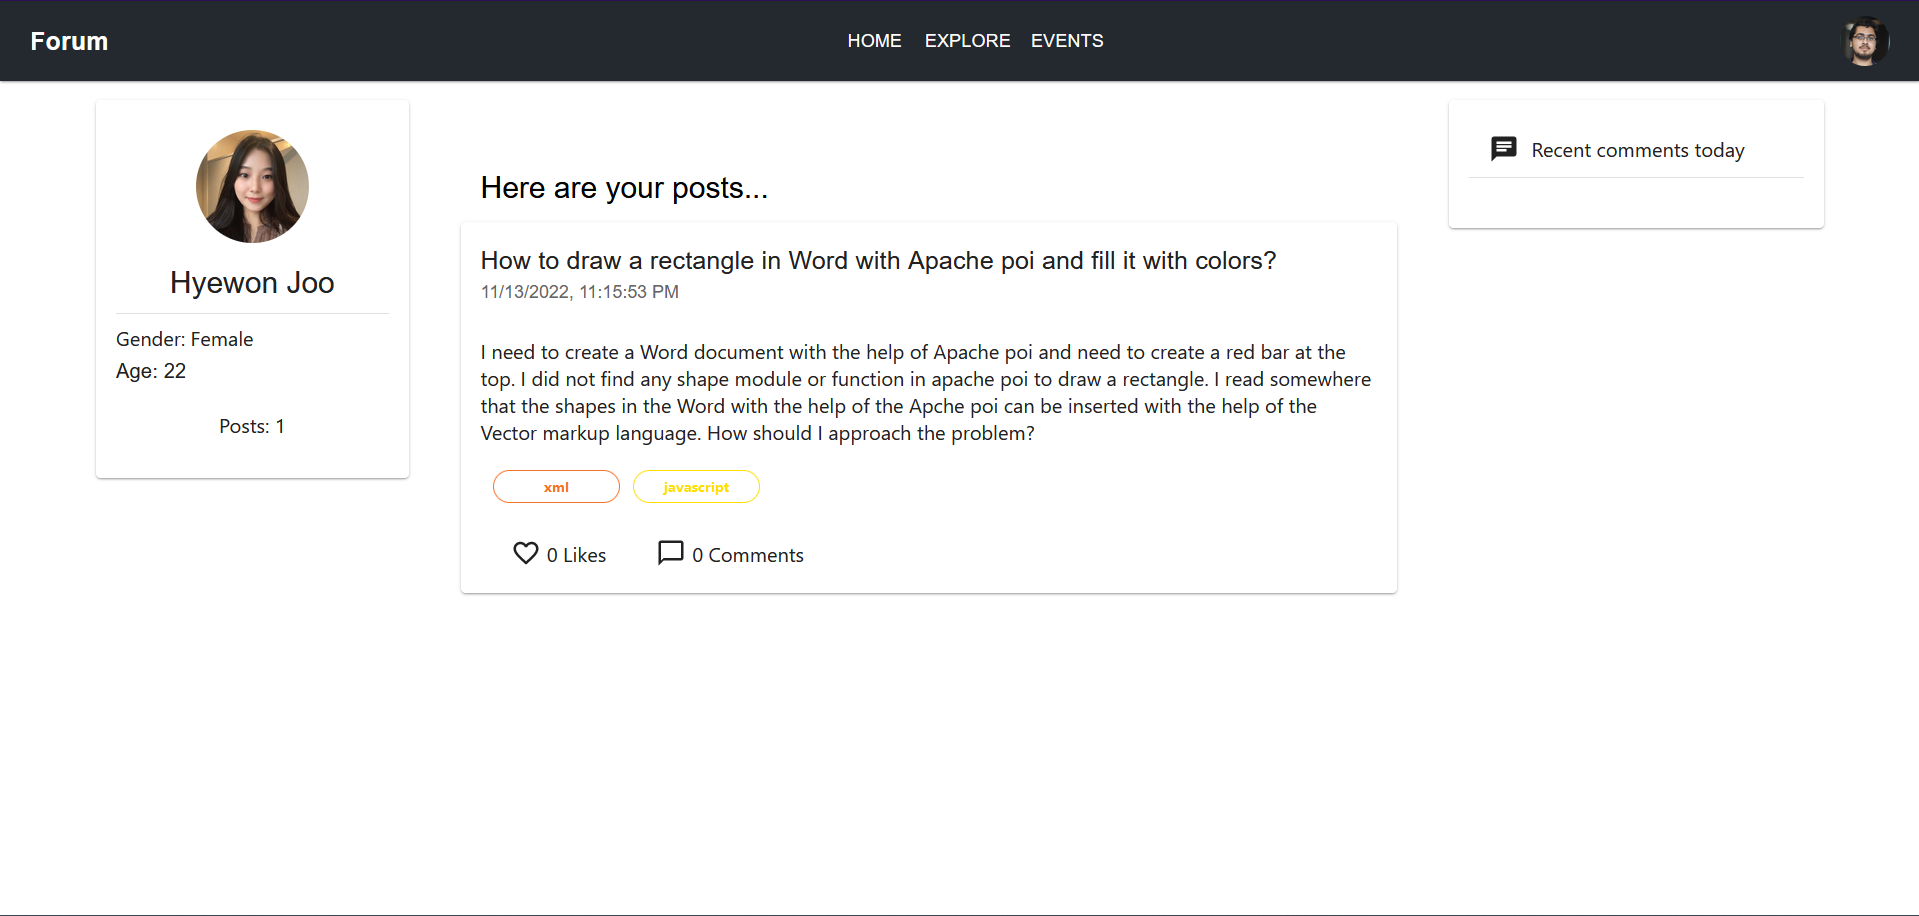 Forum
HOME EXPLORE EVENTS
Hyewon Joo
Gender: Female
Age: 22
Posts: 1
Here are your posts...
How to draw a rectangle in Word with Apache poi and fill it with colors?
11/13/2022, 11:15:53 PM
I need to create a Word document with the help of Apache poi and need to create a red bar at the
top. I did not find any shape module or function in apache poi to draw a rectangle. I read somewhere
that the shapes in the Word with the help of the Apche poi can be inserted with the help of the
Vector markup language. How should I approach the problem?
xml javascript
0 Likes 0 Comments
Recent comments today